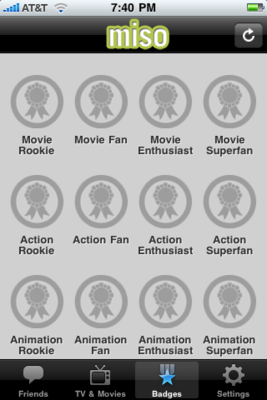 AT&T 7:40 PM
miso
Movie Movie Fan Movie Movie
Rookie Enthusiast Superfan
Action Action Fan Action Action
Rookie Enthusiast Superfan
Animation Animation Animation Animation
Rookie Fan Enthusiast Superfan
Friends TV & Movies Badges Settings